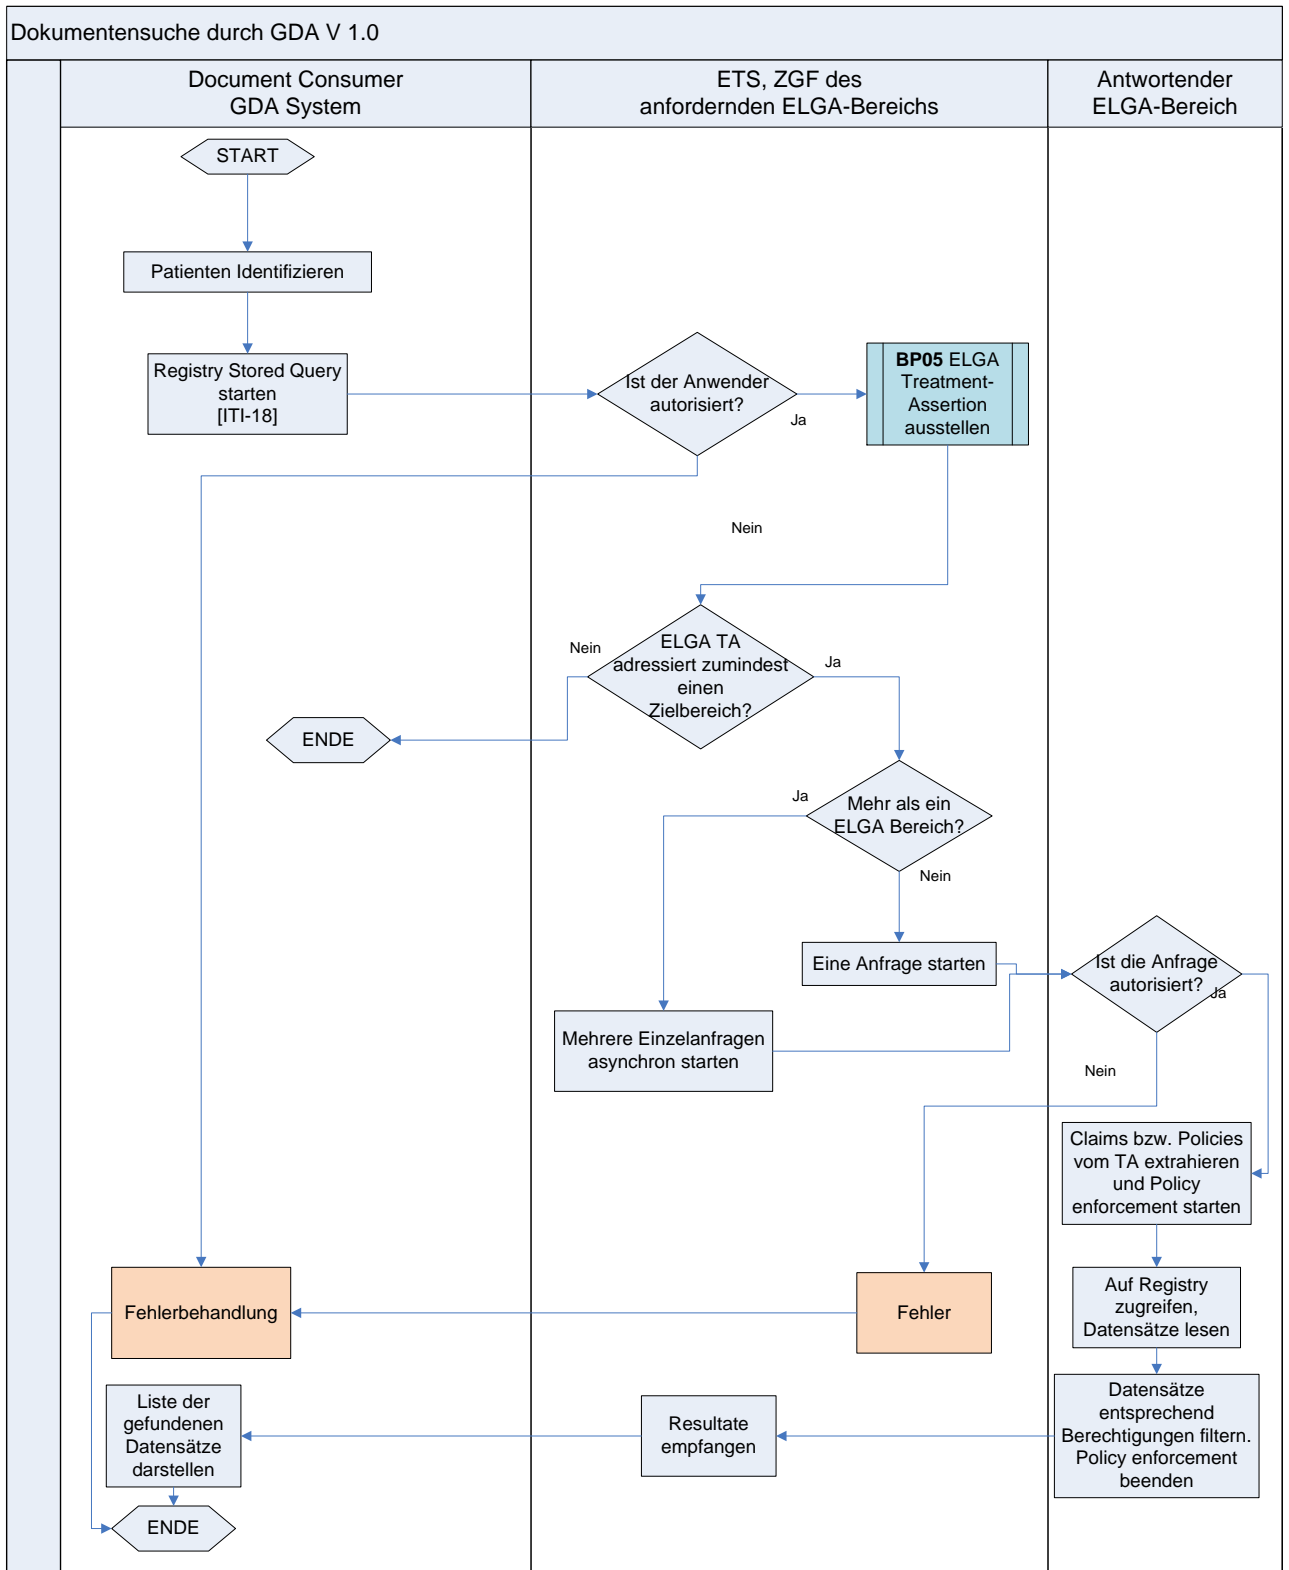 Dokumentensuche durch GDA V 1.0
Document Consumer
GDA System
ETS, ZGF des
anfordernden ELGA-Bereichs
Antwortender
ELGA-Bereich
START
Patienten Identifizieren
Registry Stored Query
starten
[ITI-18]
Ist der Anwender
autorisiert?
Ja
BP05 ELGA
Treatment-
Assertion
ausstellen
Nein
ELGA TA
adressiert zumindest
einen
Zielbereich?
Nein
Ja
ENDE
Mehr als ein
ELGA Bereich?
Ja
Nein
Eine Anfrage starten
Mehrere Einzelanfragen
asynchron starten
Ist die Anfrage
autorisiert?
Ja
Nein
Claims bzw. Policies
vom TA extrahieren
und Policy
enforcement starten
Fehlerbehandlung
Fehler
Auf Registry
zugreifen,
Datensätze lesen
Liste der
gefundenen
Datensätze
darstellen
Resultate
empfangen
Datensätze
entsprechend
Berechtigungen filtern.
Policy enforcement
beenden
ENDE